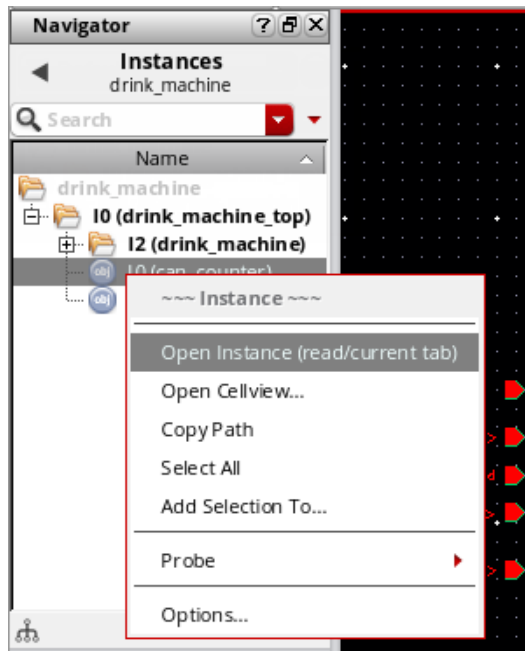 Navigator
Instances
drink_machine
Search
Name
drink_machine
I0 (drink_machine_top)
I2 (drink_machine)
I0 (can_counter)
obj
obj
~~~ Instance ~~~
Open Instance (read/current tab)
Open Cellview...
Copy Path
Select All
Add Selection To...
Probe
Options...